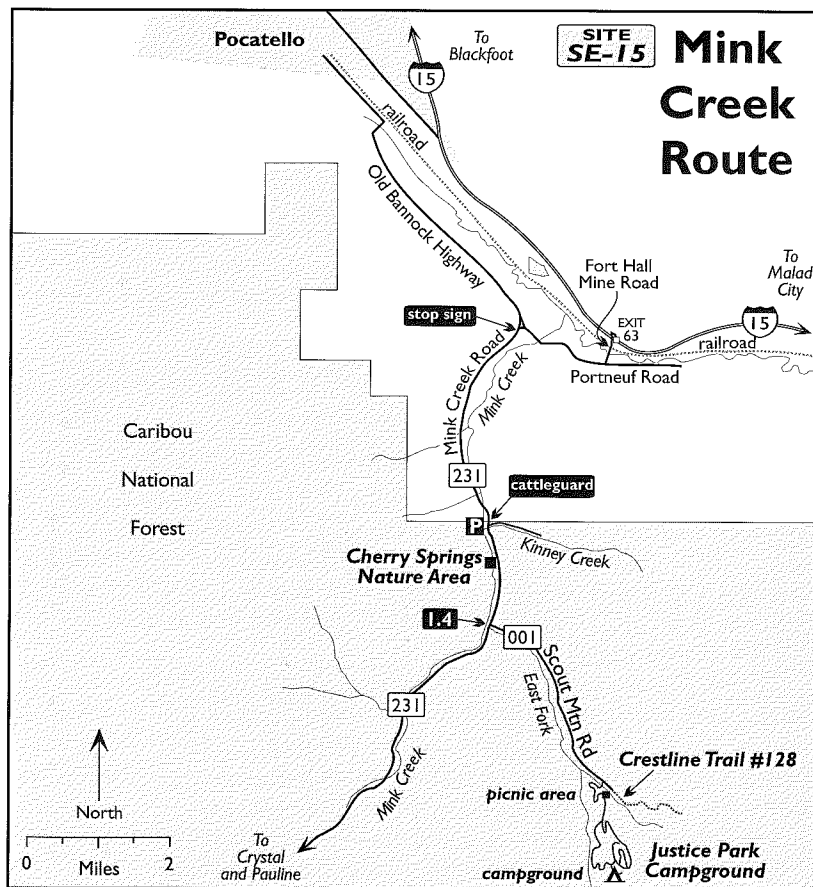 Pocatello
To
Blackfoot
15
SITE
SE-15
Mink
Creek
Route
railroad
Old Bannock Highway
Fort Hall
Mine Road
To
Malad
City
stop sign
EXIT
63
15
railroad
Mink Creek Road
Mink Creek
Portneuf Road
Caribou
National
Forest
231
cattleguard
P
Kinney Creek
Cherry Springs
Nature Area
1.4
001
Scout Mtn Rd
East Fork
231
Mink Creek
Crestline Trail #128
picnic area
North
0
2
Miles
To
Crystal
and Pauline
campground
Justice Park
Campground